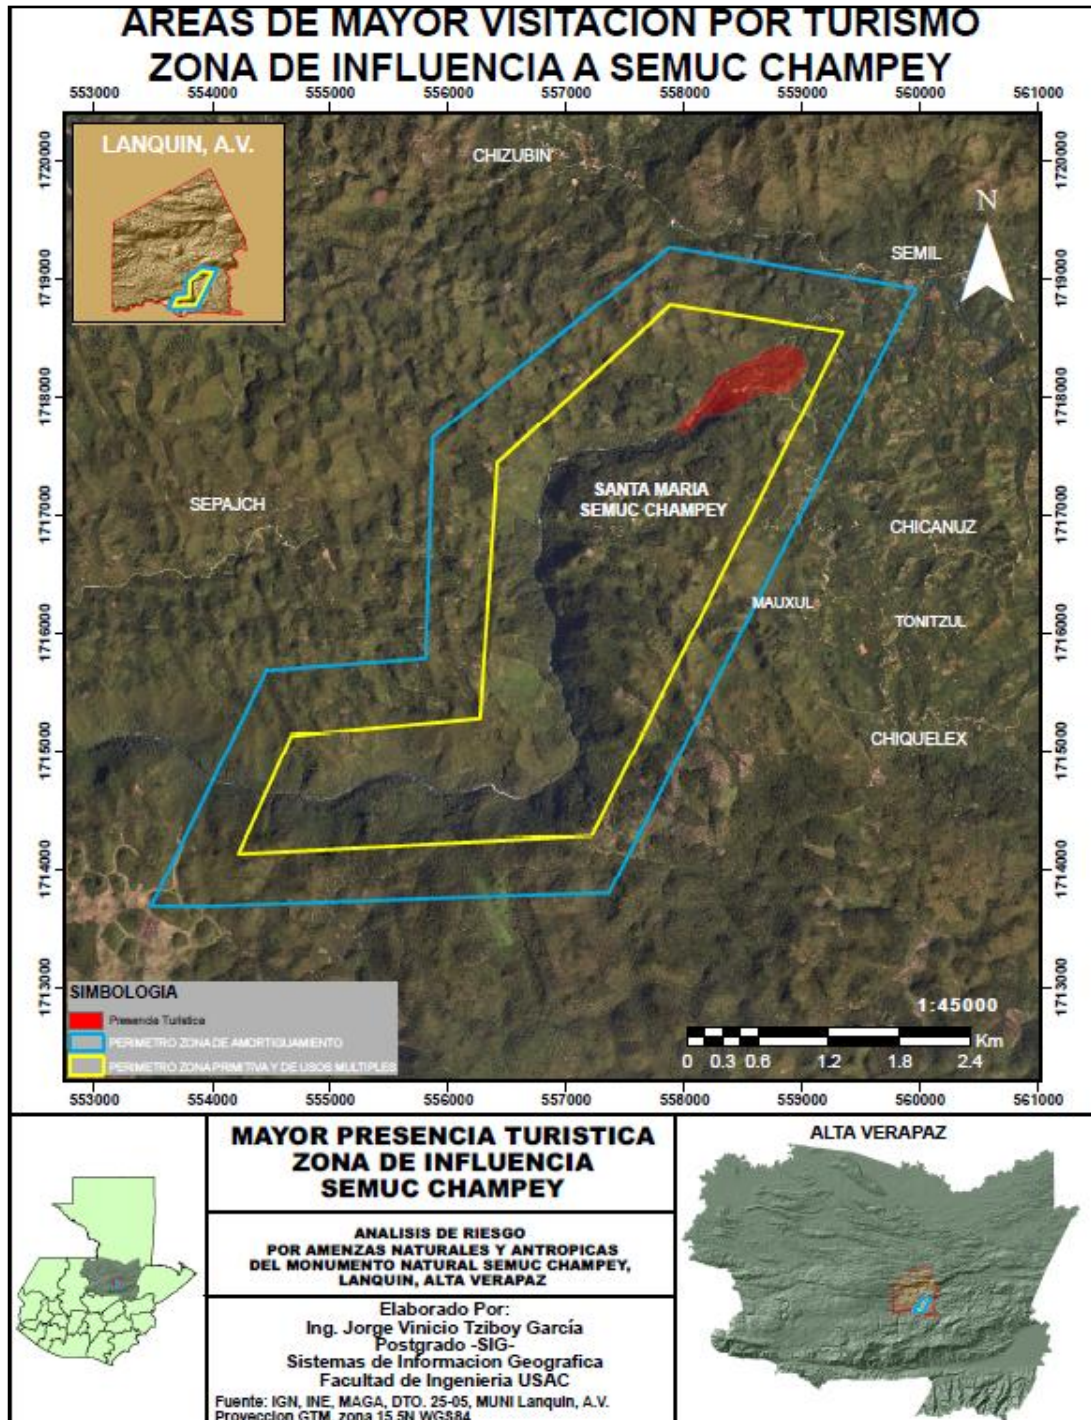 AREAS DE MAYOR VISITACION POR TURISMO
ZONA DE INFLUENCIA A SEMUC CHAMPEY
553000 554000 555000 556000 557000 558000 559000 560000 561000
LANQUIN, A.V.
CHIZUBIN
N
SEMIL
SEPAJCH
SANTA MARIA
SEMUC CHAMPEY
CHICANUZ
MAUXUL
TONITZUL
CHIQUELEX
1720000
1719000
1718000
1717000
1716000
1715000
1714000
1713000
1720000
1719000
1718000
1717000
1716000
1715000
1714000
1713000
SIMBOLOGIA
Presencia Turistica
PERIMETRO ZONA DE AMORTIGUAMIENTO
PERIMETRO ZONA PRIMITIVA Y DE USOS MULTIPLES
1:45000
Km
0 0.3 0.6 1.2 1.8 2.4
553000 554000 555000 556000 557000 558000 559000 560000 561000
MAYOR PRESENCIA TURISTICA
ZONA DE INFLUENCIA
SEMUC CHAMPEY
ANALISIS DE RIESGO
POR AMENZAS NATURALES Y ANTROPICAS
DEL MONUMENTO NATURAL SEMUC CHAMPEY,
LANQUIN, ALTA VERAPAZ
Elaborado Por:
Ing. Jorge Vinicio Tziboy García
Postgrado -SIG-
Sistemas de Informacion Geografica
Facultad de Ingenieria USAC
Fuente: IGN, INE, MAGA, DTO. 25-05, MUNI Lanquin, A.V.
Proyeccion GTM, zona 15.5N WGS84
ALTA VERAPAZ